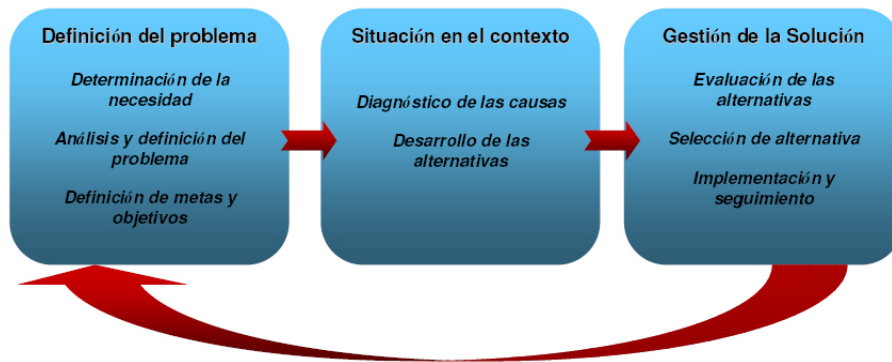 Definición del problema
Determinación de la
necesidad
Análisis y definición del
problema
Definición de metas y
objetivos
Situación en el contexto
Diagnóstico de las causas
Desarrollo de las
alternativas
Gestión de la Solución
Evaluación de las
alternativas
Selección de alternativa
Implementación y
seguimiento